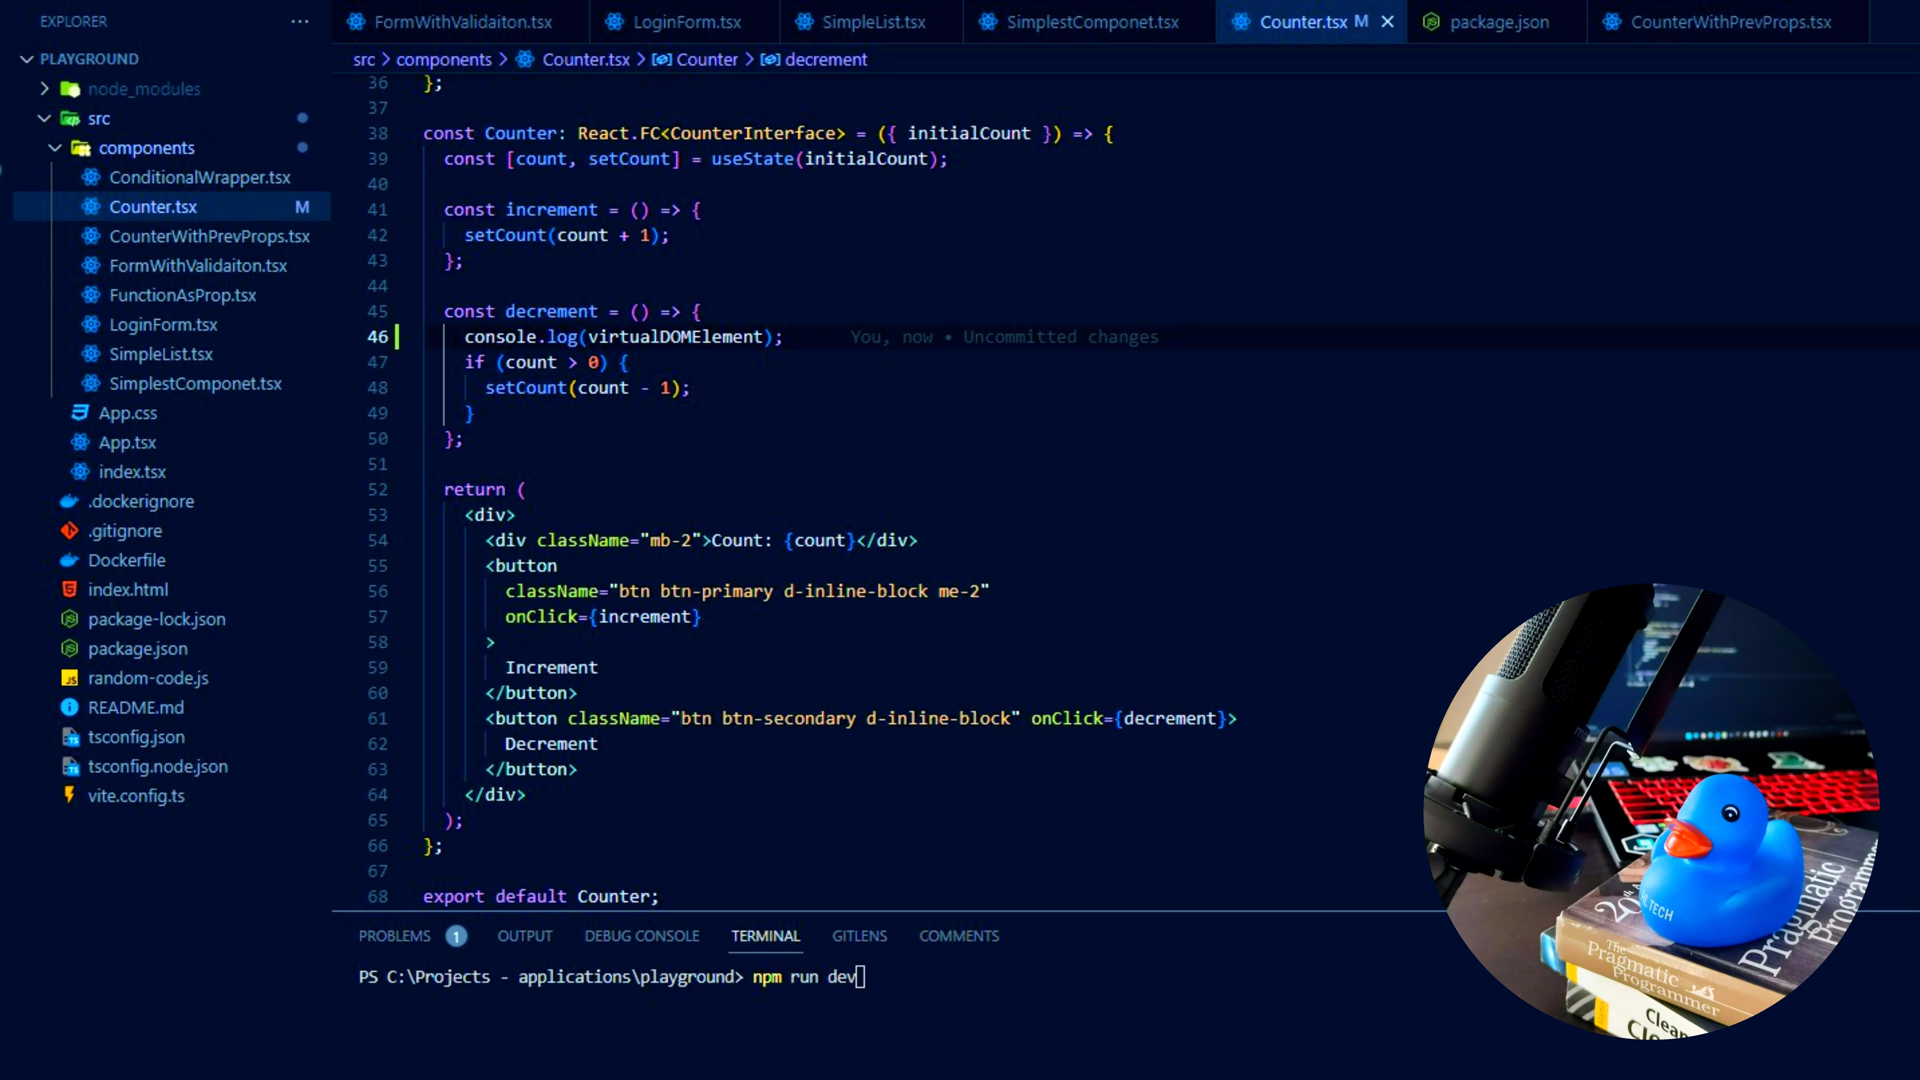 EXPLORER
···
PLAYGROUND
node_modules
src
components
ConditionalWrapper.tsx
Counter.tsx M
CounterWithPrevProps.tsx
FormWithValidaiton.tsx
FunctionAsProp.tsx
LoginForm.tsx
SimpleList.tsx
SimplestComponet.tsx
App.css
App.tsx
index.tsx
.dockerignore
.gitignore
Dockerfile
index.html
package-lock.json
package.json
random-code.js
README.md
tsconfig.json
tsconfig.node.json
vite.config.ts
FormWithValidaiton.tsx LoginForm.tsx SimpleList.tsx SimplestComponet.tsx Counter.tsx M package.json CounterWithPrevProps.tsx
src > components > Counter.tsx > Counter > decrement
36 };
37
38 const Counter: React.FC<CounterInterface> = ({ initialCount }) => {
39 const [count, setCount] = useState(initialCount);
40
41 const increment = () => {
42 setCount(count + 1);
43 };
44
45 const decrement = () => {
46 console.log(virtualDOMElement); You, now • Uncommitted changes
47 if (count > 0) {
48 setCount(count - 1);
49 }
50 };
51
52 return (
53 <div>
54 <div className="mb-2">Count: {count}</div>
55 <button
56 className="btn btn-primary d-inline-block me-2"
57 onClick={increment}
58 >
59 Increment
60 </button>
61 <button className="btn btn-secondary d-inline-block" onClick={decrement}>
62 Decrement
63 </button>
64 </div>
65 );
66 };
67
68 export default Counter;
PROBLEMS 1 OUTPUT DEBUG CONSOLE TERMINAL GITLENS COMMENTS
PS C:\Projects - applications\playground> npm run dev
TECH
20th
Pragmatic
The
Pragmatic
Programmer
Clean